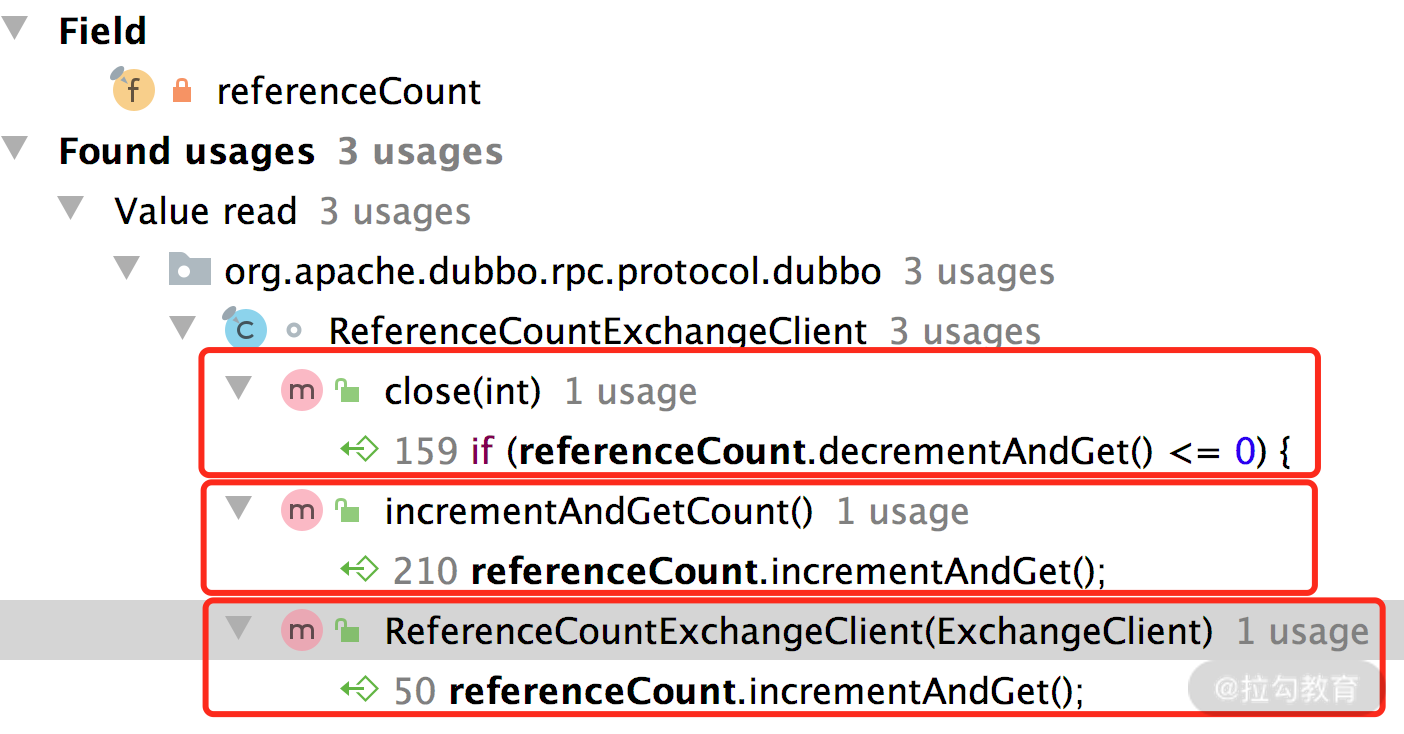 Field
f referenceCount
Found usages 3 usages
Value read 3 usages
org.apache.dubbo.rpc.protocol.dubbo 3 usages
C ReferenceCountExchangeClient 3 usages
m close(int) 1 usage
159 if (referenceCount.decrementAndGet() <= 0) {
m incrementAndGetCount() 1 usage
210 referenceCount.incrementAndGet();
m ReferenceCountExchangeClient(ExchangeClient) 1 usage
50 referenceCount.incrementAndGet();
@拉勾教育